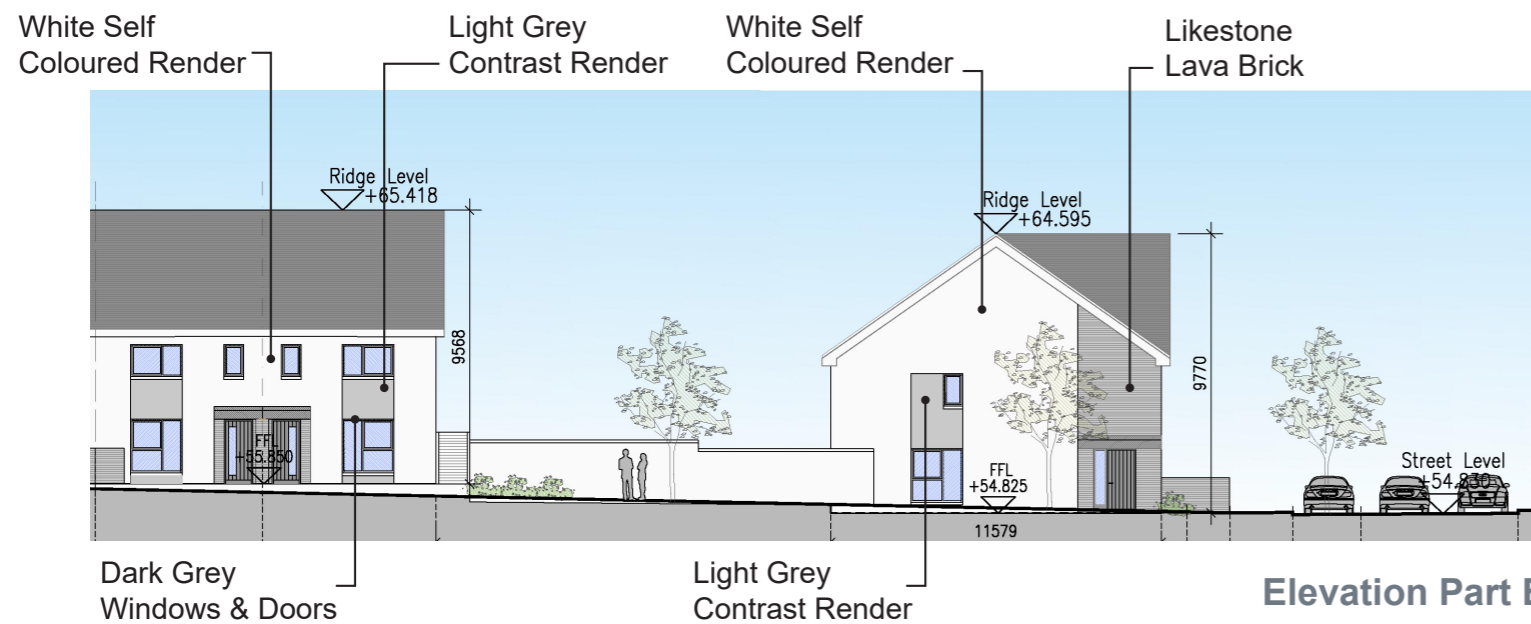 White Self
Coloured Render
Light Grey
Contrast Render
White Self
Coloured Render
Likestone
Lava Brick
Ridge Level
+65.418
Ridge Level
+64.595
9568
9770
FFL
+55.850
FFL
+54.825
Street Level
+54.830
11579
Dark Grey
Windows & Doors
Light Grey
Contrast Render
Elevation Part